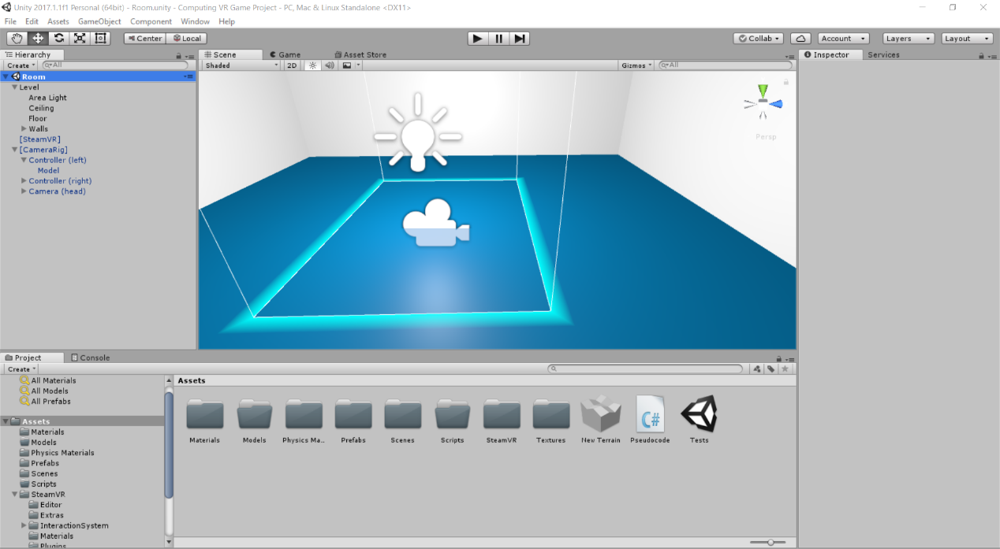 Unity 2017.1.1f1 Personal (64bit) - Room.unity - Computing VR Game Project - PC, Mac & Linux Standalone <DX11>
File Edit Assets GameObject Component Window Help
Center Local Collab Account Layers Layout
Hierarchy
Create All
Room
Level
Area Light
Ceiling
Floor
Walls
[SteamVR]
[CameraRig]
Controller (left)
Model
Controller (right)
Camera (head)
Scene Game Asset Store
Shaded 2D Gizmos All
Persp
Inspector Services
Project Console
Create
All Materials
All Models
All Prefabs
Assets
Materials
Models
Physics Materials
Prefabs
Scenes
Scripts
SteamVR
Editor
Extras
InteractionSystem
Materials
Plugins
Assets
C#
Materials Models Physics Ma... Prefabs Scenes Scripts SteamVR Textures New Terrain Pseudocode Tests